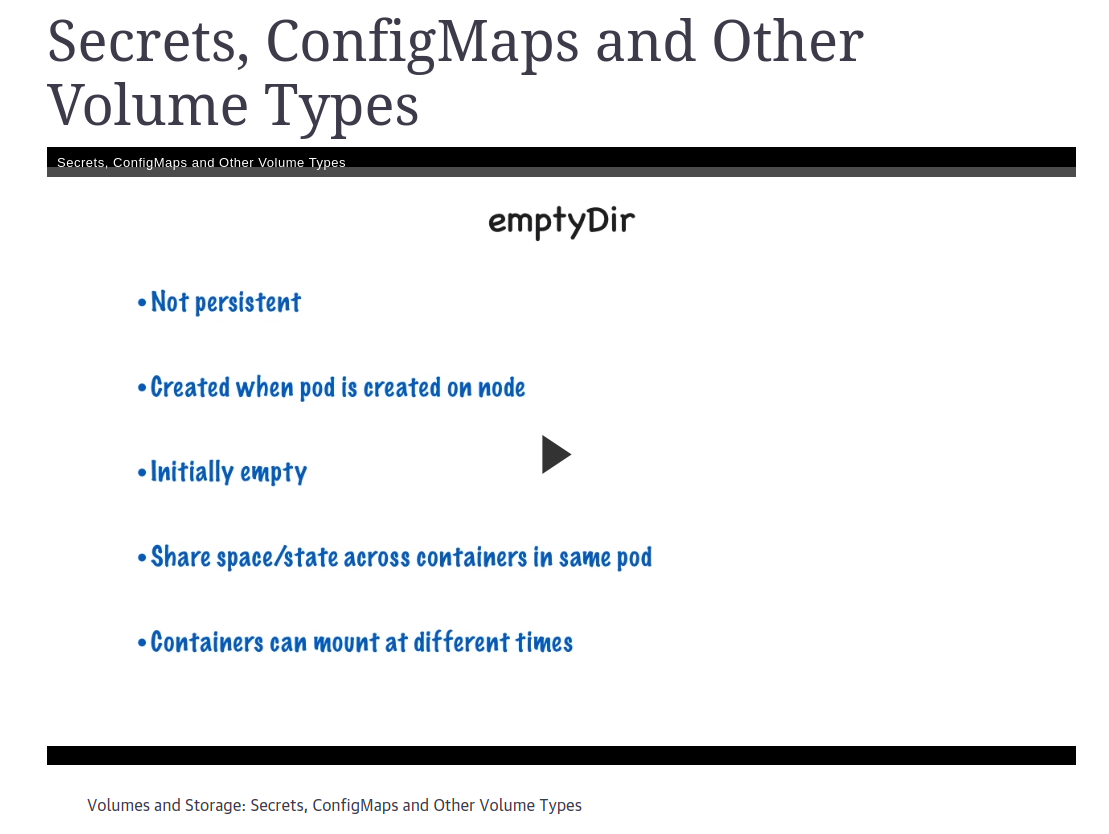 Secrets, ConfigMaps and Other
Volume Types
Secrets, ConfigMaps and Other Volume Types
emptyDir
• Not persistent
• Created when pod is created on node
• Initially empty
• Share space/state across containers in same pod
• Containers can mount at different times
Volumes and Storage: Secrets, ConfigMaps and Other Volume Types